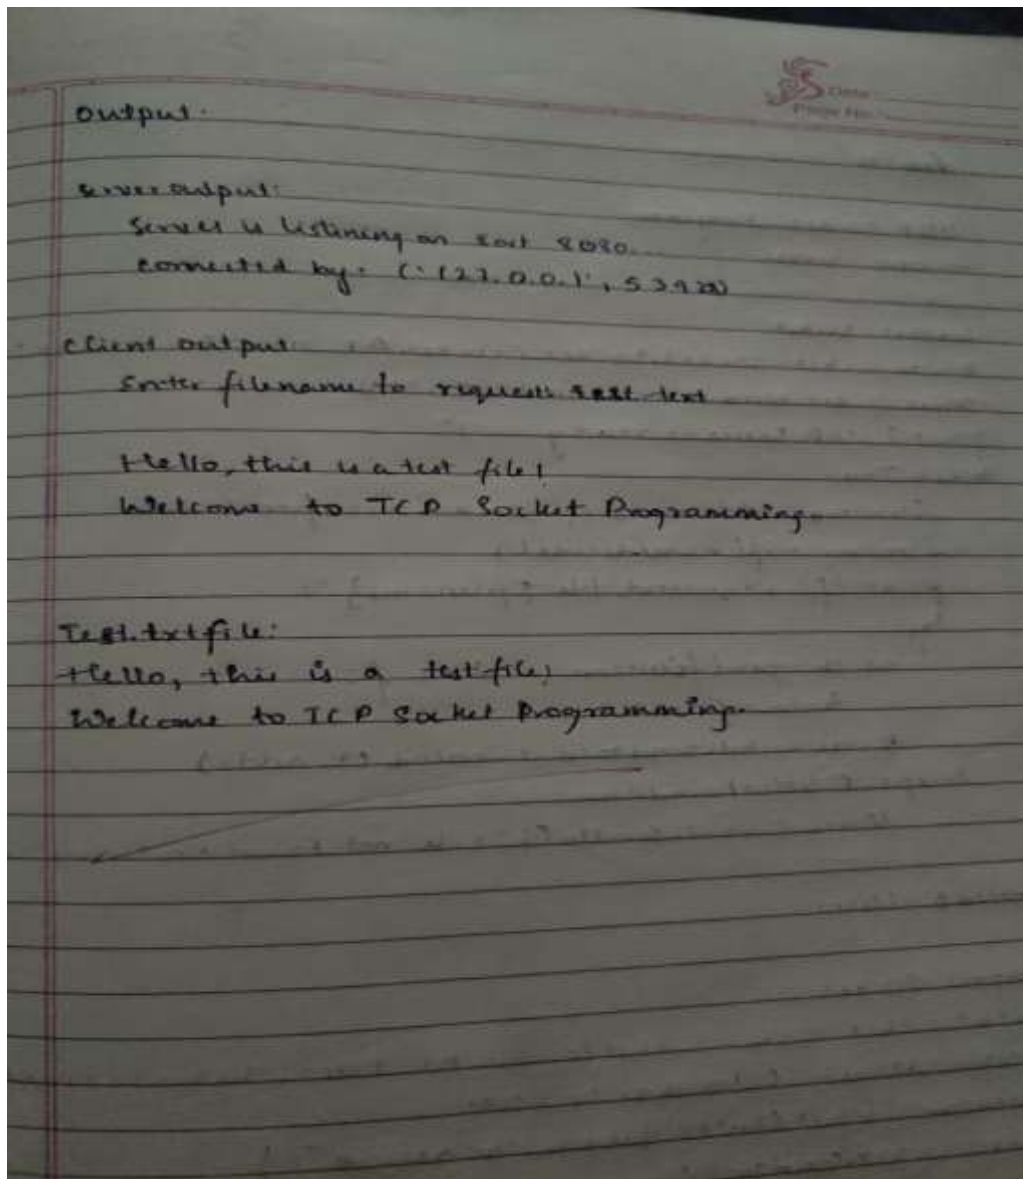 Output.
Server output:
Server is listening on port 8080...
connected by: ('127.0.0.1',
Client output:
Enter filename to request: test.text
Hello, this is a test file!
Welcome to TCP Socket Programming.
Test.txt file:
Hello, this is a test file!
Welcome to TCP Socket Programming.